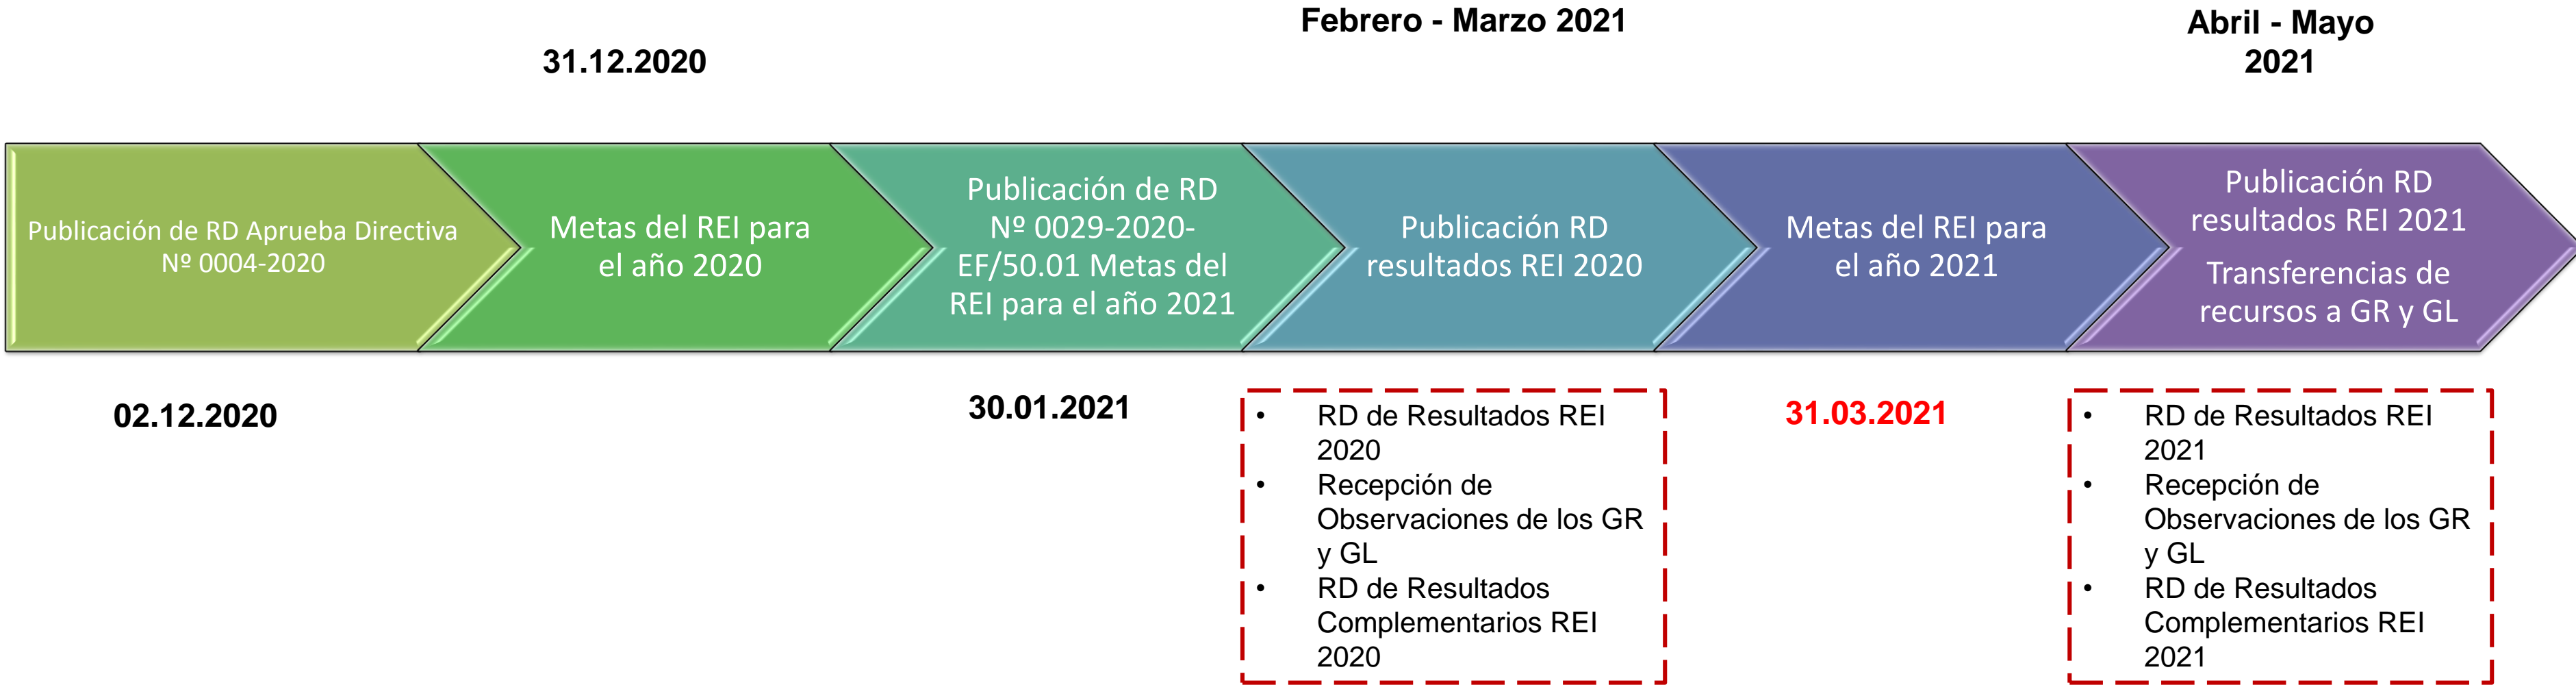 Febrero - Marzo 2021
Abril - Mayo
2021
31.12.2020
Publicación de RD Aprueba Directiva
Nº 0004-2020
Metas del REI para
el año 2020
Publicación de RD
Nº 0029-2020-
EF/50.01 Metas del
REI para el año 2021
Publicación RD
resultados REI 2020
Metas del REI para
el año 2021
Publicación RD
resultados REI 2021
Transferencias de
recursos a GR y GL
02.12.2020
30.01.2021
• RD de Resultados REI
2020
• Recepción de
Observaciones de los GR
y GL
• RD de Resultados
Complementarios REI
2020
31.03.2021
• RD de Resultados REI
2021
• Recepción de
Observaciones de los GR
y GL
• RD de Resultados
Complementarios REI
2021